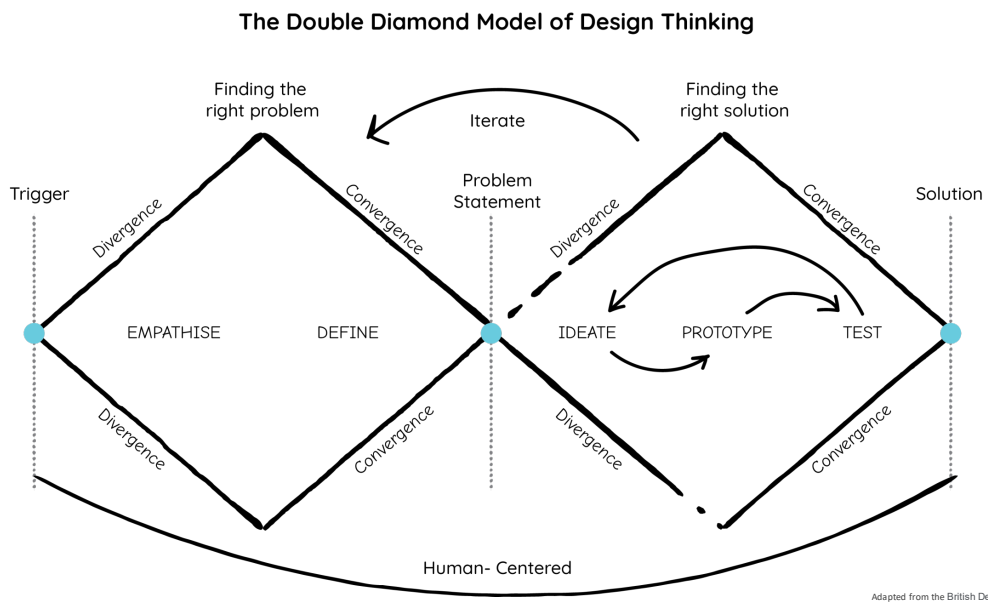 The Double Diamond Model of Design Thinking
Finding the
right problem
Finding the
right solution
Iterate
Trigger
Problem
Statement
Solution
Divergence
Convergence
Divergence
Convergence
EMPATHISE
DEFINE
IDEATE
PROTOTYPE
TEST
Divergence
Convergence
Divergence
Convergence
Human- Centered
Adapted from the British De